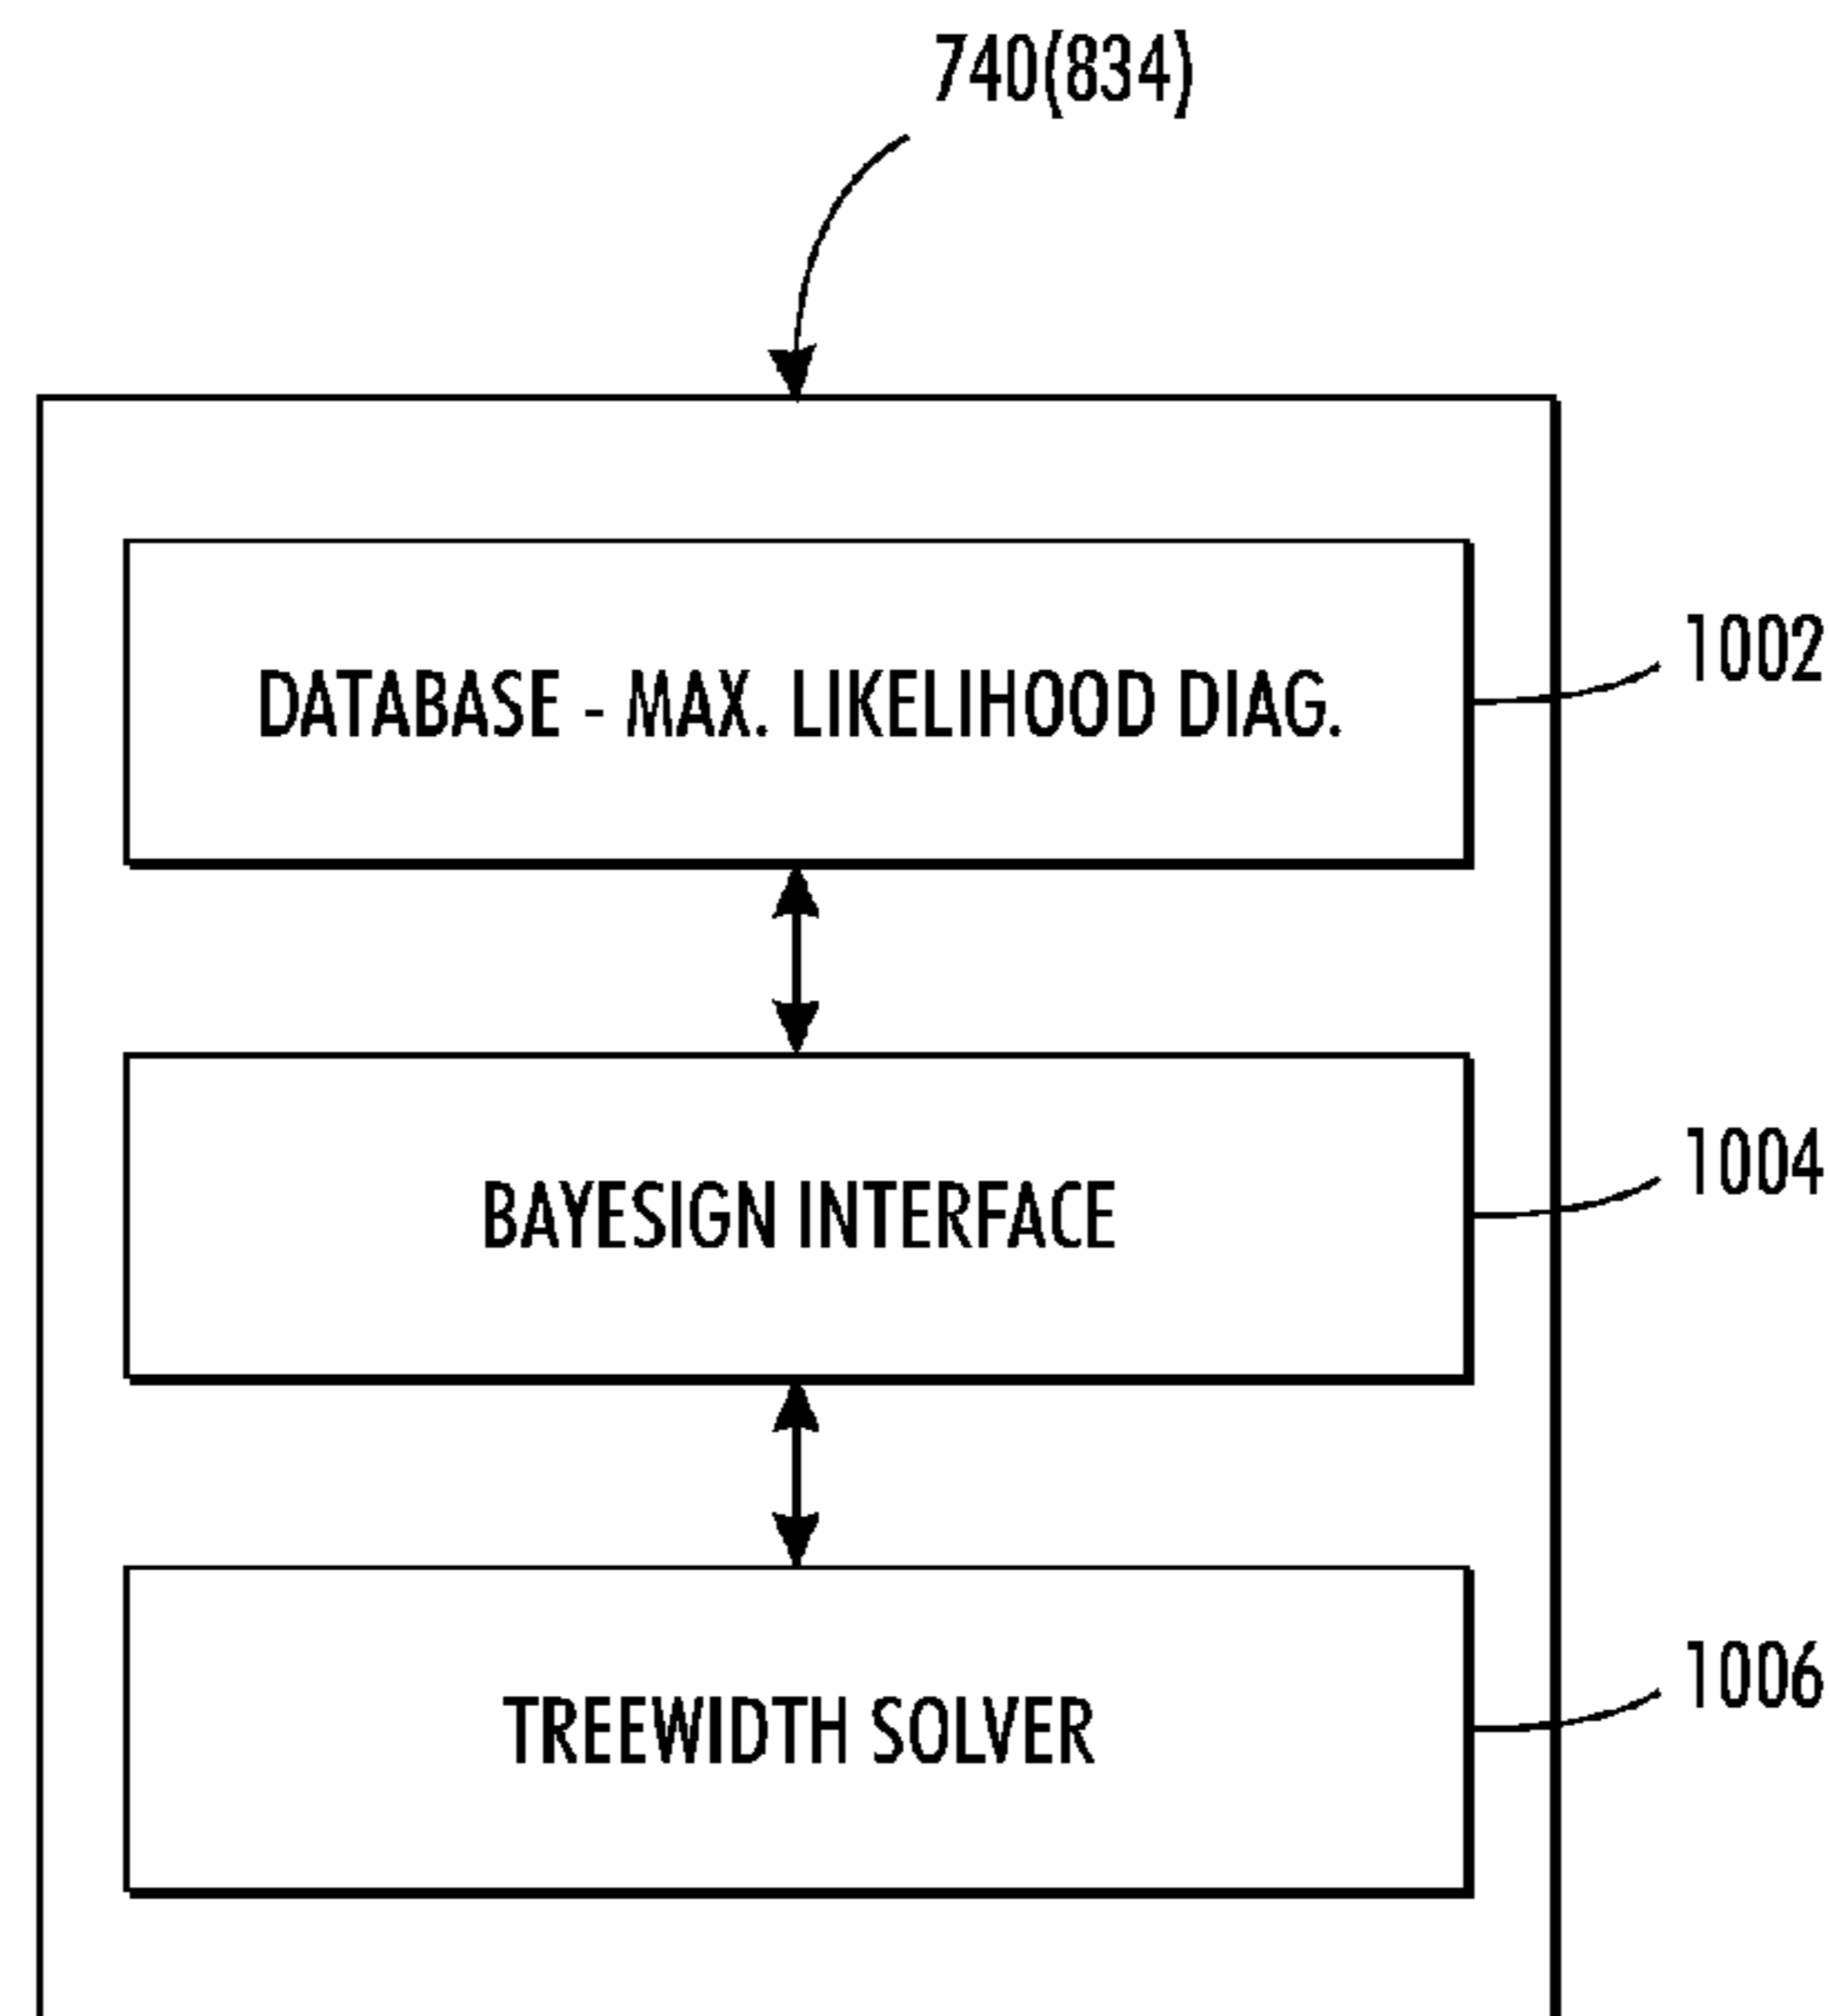 740(834)
DATABASE - MAX. LIKELIHOOD DIAG.
1002
BAYESIGN INTERFACE
1004
TREEWIDTH SOLVER
1006